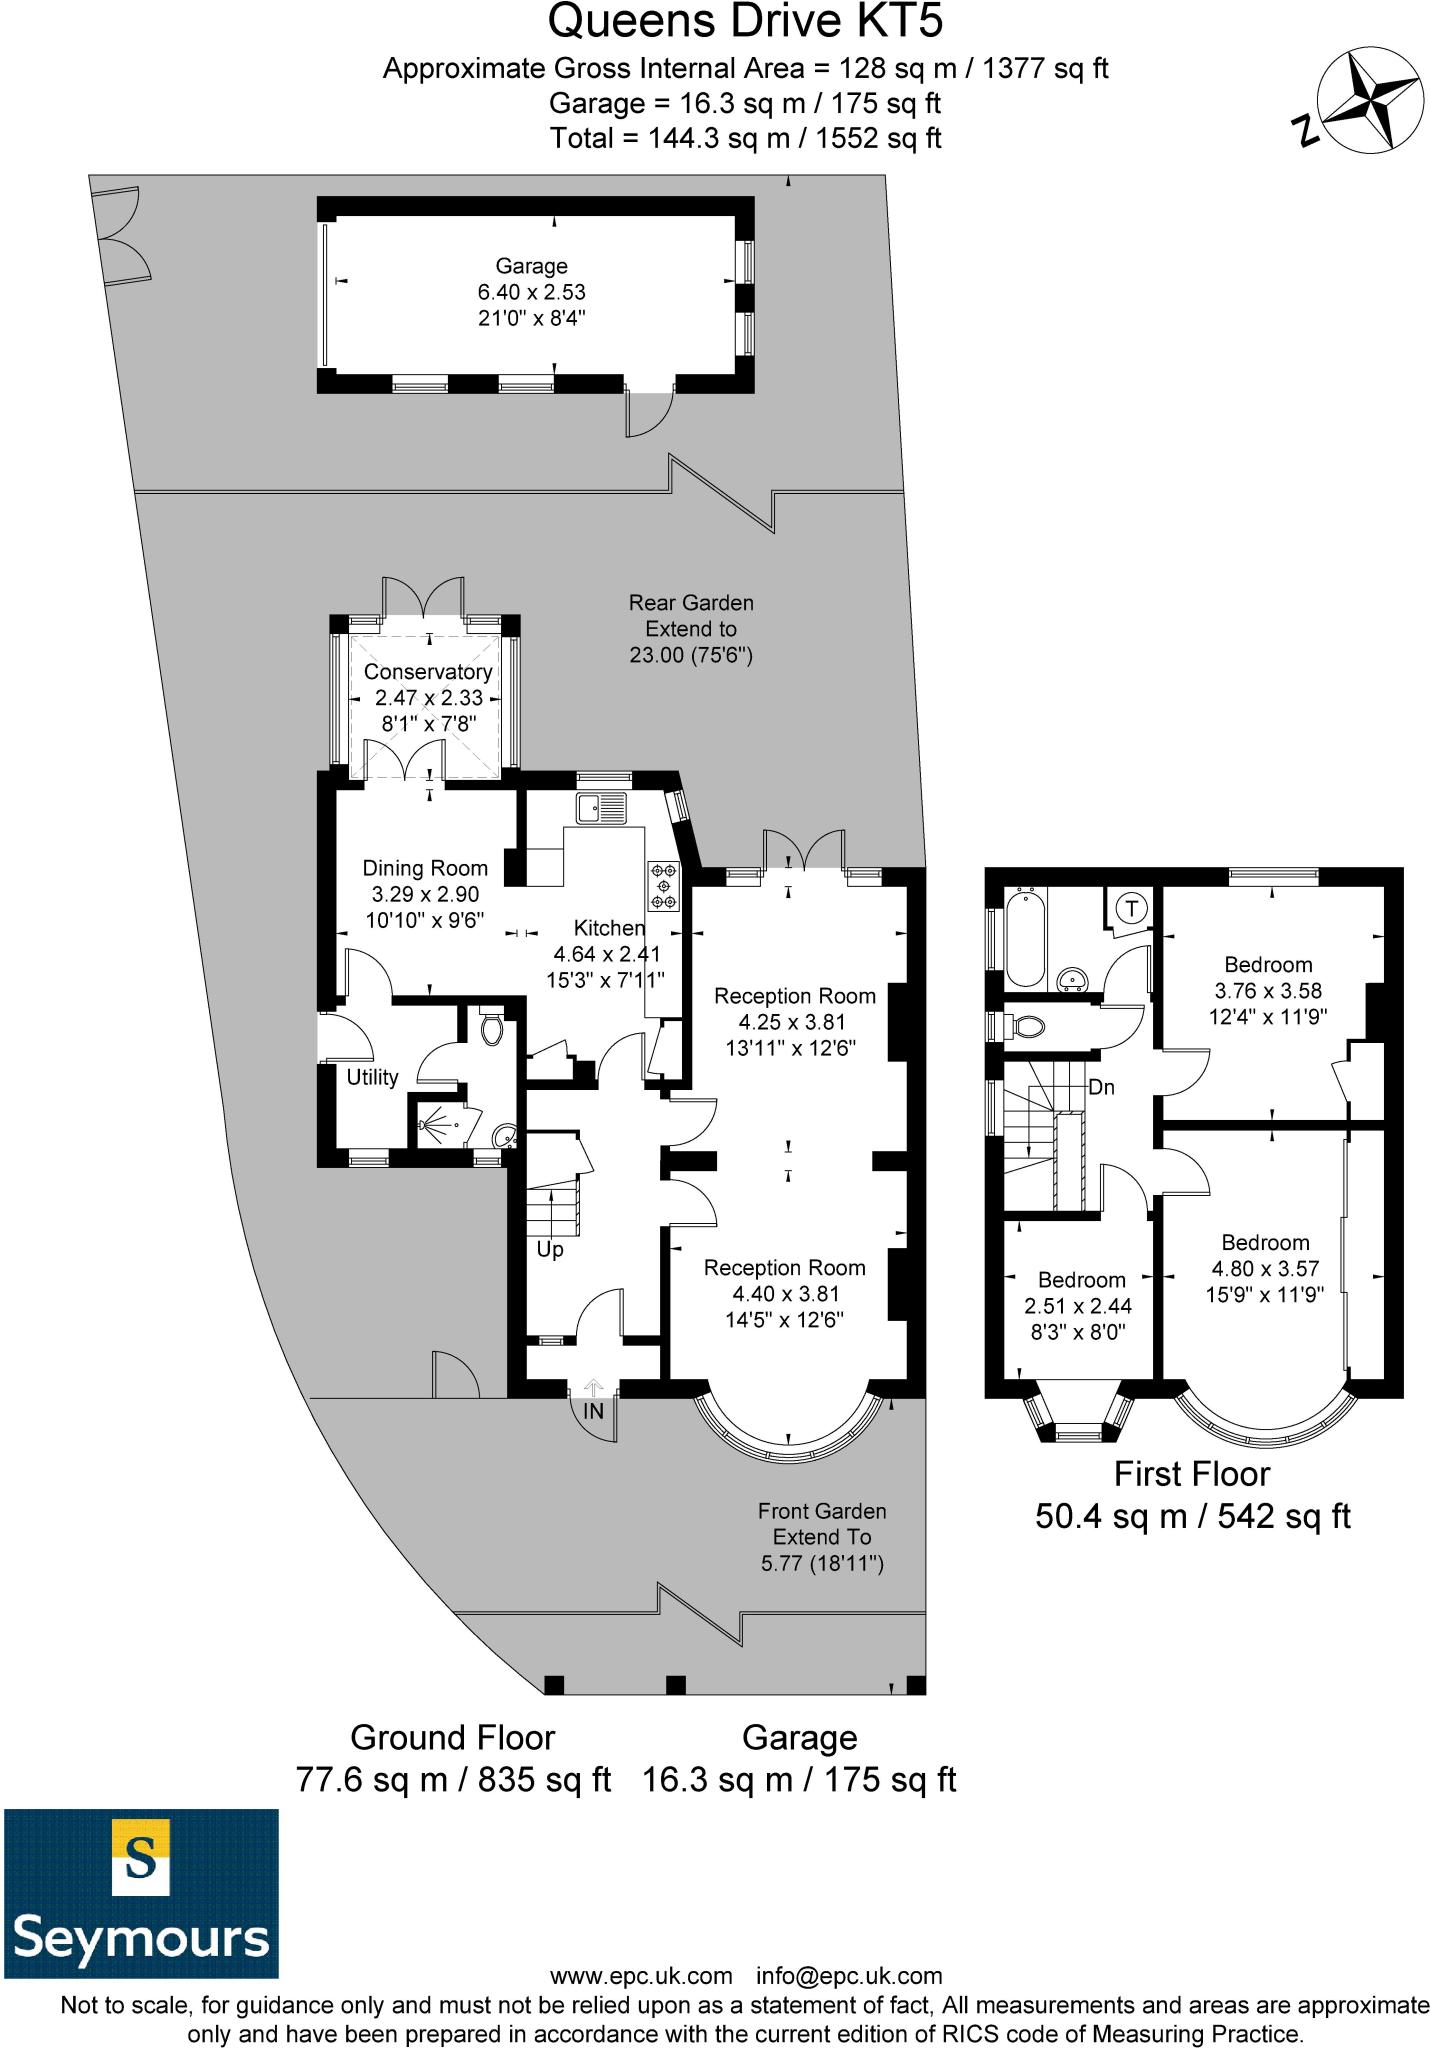 Queens Drive KT5
Approximate Gross Internal Area = 128 sq m / 1377 sq ft
Garage = 16.3 sq m / 175 sq ft
Total = 144.3 sq m / 1552 sq ft
N
Garage
6.40 x 2.53
21'0" x 8'4"
Rear Garden
Extend to
23.00 (75'6")
Conservatory
2.47 x 2.33
8'1" x 7'8"
Dining Room
3.29 x 2.90
10'10" x 9'6"
Kitchen
4.64 x 2.41
15'3" x 7'11"
Reception Room
4.25 x 3.81
13'11" x 12'6"
Utility
Up
Reception Room
4.40 x 3.81
14'5" x 12'6"
IN
Front Garden
Extend To
5.77 (18'11")
T
Bedroom
3.76 x 3.58
12'4" x 11'9"
Dn
Bedroom
4.80 x 3.57
15'9" x 11'9"
Bedroom
2.51 x 2.44
8'3" x 8'0"
First Floor
50.4 sq m / 542 sq ft
Ground Floor
77.6 sq m / 835 sq ft
Garage
16.3 sq m / 175 sq ft
S
Seymours
www.epc.uk.com info@epc.uk.com
Not to scale, for guidance only and must not be relied upon as a statement of fact, All measurements and areas are approximate
only and have been prepared in accordance with the current edition of RICS code of Measuring Practice.